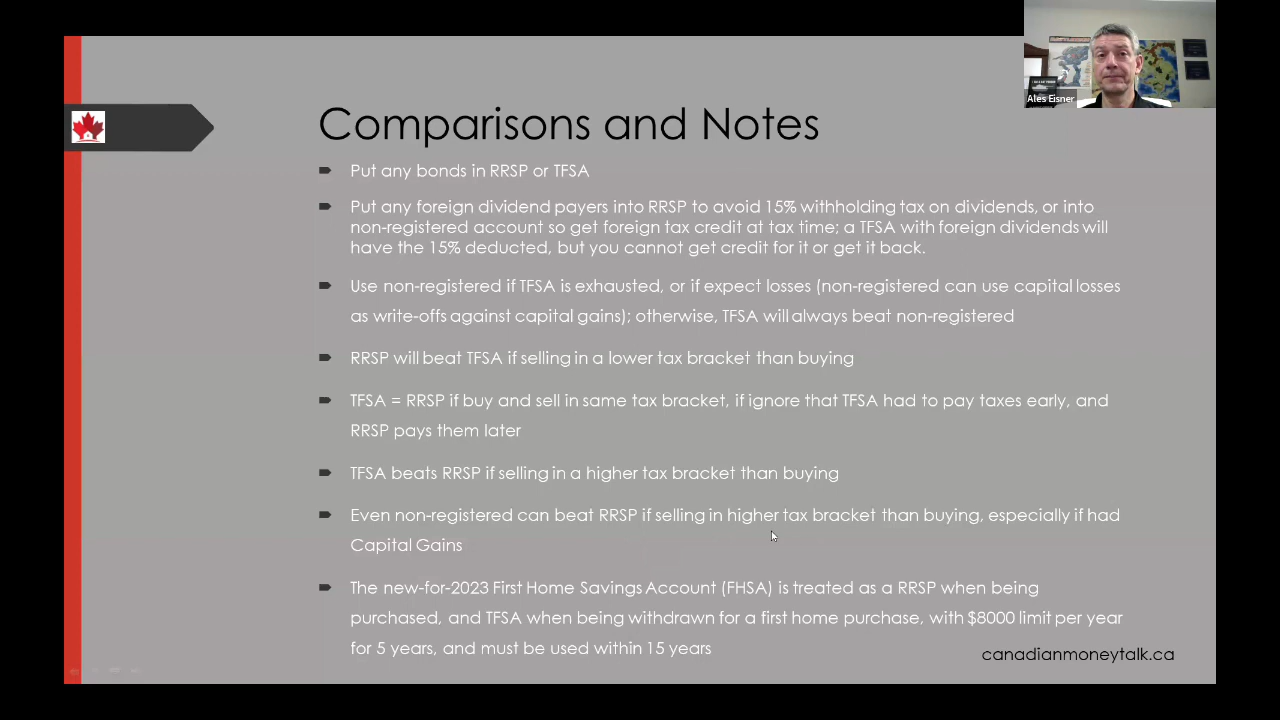 Ales Eisner
Comparisons and Notes
Put any bonds in RRSP or TFSA
Put any foreign dividend payers into RRSP to avoid 15% withholding tax on dividends, or into
non-registered account so get foreign tax credit at tax time; a TFSA with foreign dividends will
have the 15% deducted, but you cannot get credit for it or get it back.
Use non-registered if TFSA is exhausted, or if expect losses (non-registered can use capital losses
as write-offs against capital gains); otherwise, TFSA will always beat non-registered
RRSP will beat TFSA if selling in a lower tax bracket than buying
TFSA = RRSP if buy and sell in same tax bracket, if ignore that TFSA had to pay taxes early, and
RRSP pays them later
TFSA beats RRSP if selling in a higher tax bracket than buying
Even non-registered can beat RRSP if selling in higher tax bracket than buying, especially if had
Capital Gains
The new-for-2023 First Home Savings Account (FHSA) is treated as a RRSP when being
purchased, and TFSA when being withdrawn for a first home purchase, with $8000 limit per year
for 5 years, and must be used within 15 years
canadianmoneytalk.ca